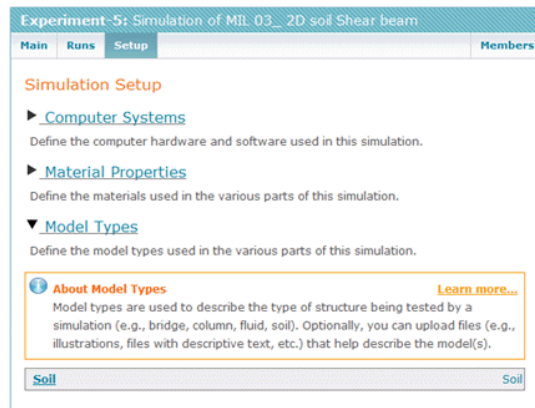 Experiment-5: Simulation of MIL 03_ 2D soil Shear beam
Main Runs Setup Members
Simulation Setup
Computer Systems
Define the computer hardware and software used in this simulation.
Material Properties
Define the materials used in the various parts of this simulation.
Model Types
Define the model types used in the various parts of this simulation.
About Model Types Learn more...
Model types are used to describe the type of structure being tested by a
simulation (e.g., bridge, column, fluid, soil). Optionally, you can upload files (e.g.,
illustrations, files with descriptive text, etc.) that help describe the model(s).
Soil Soil